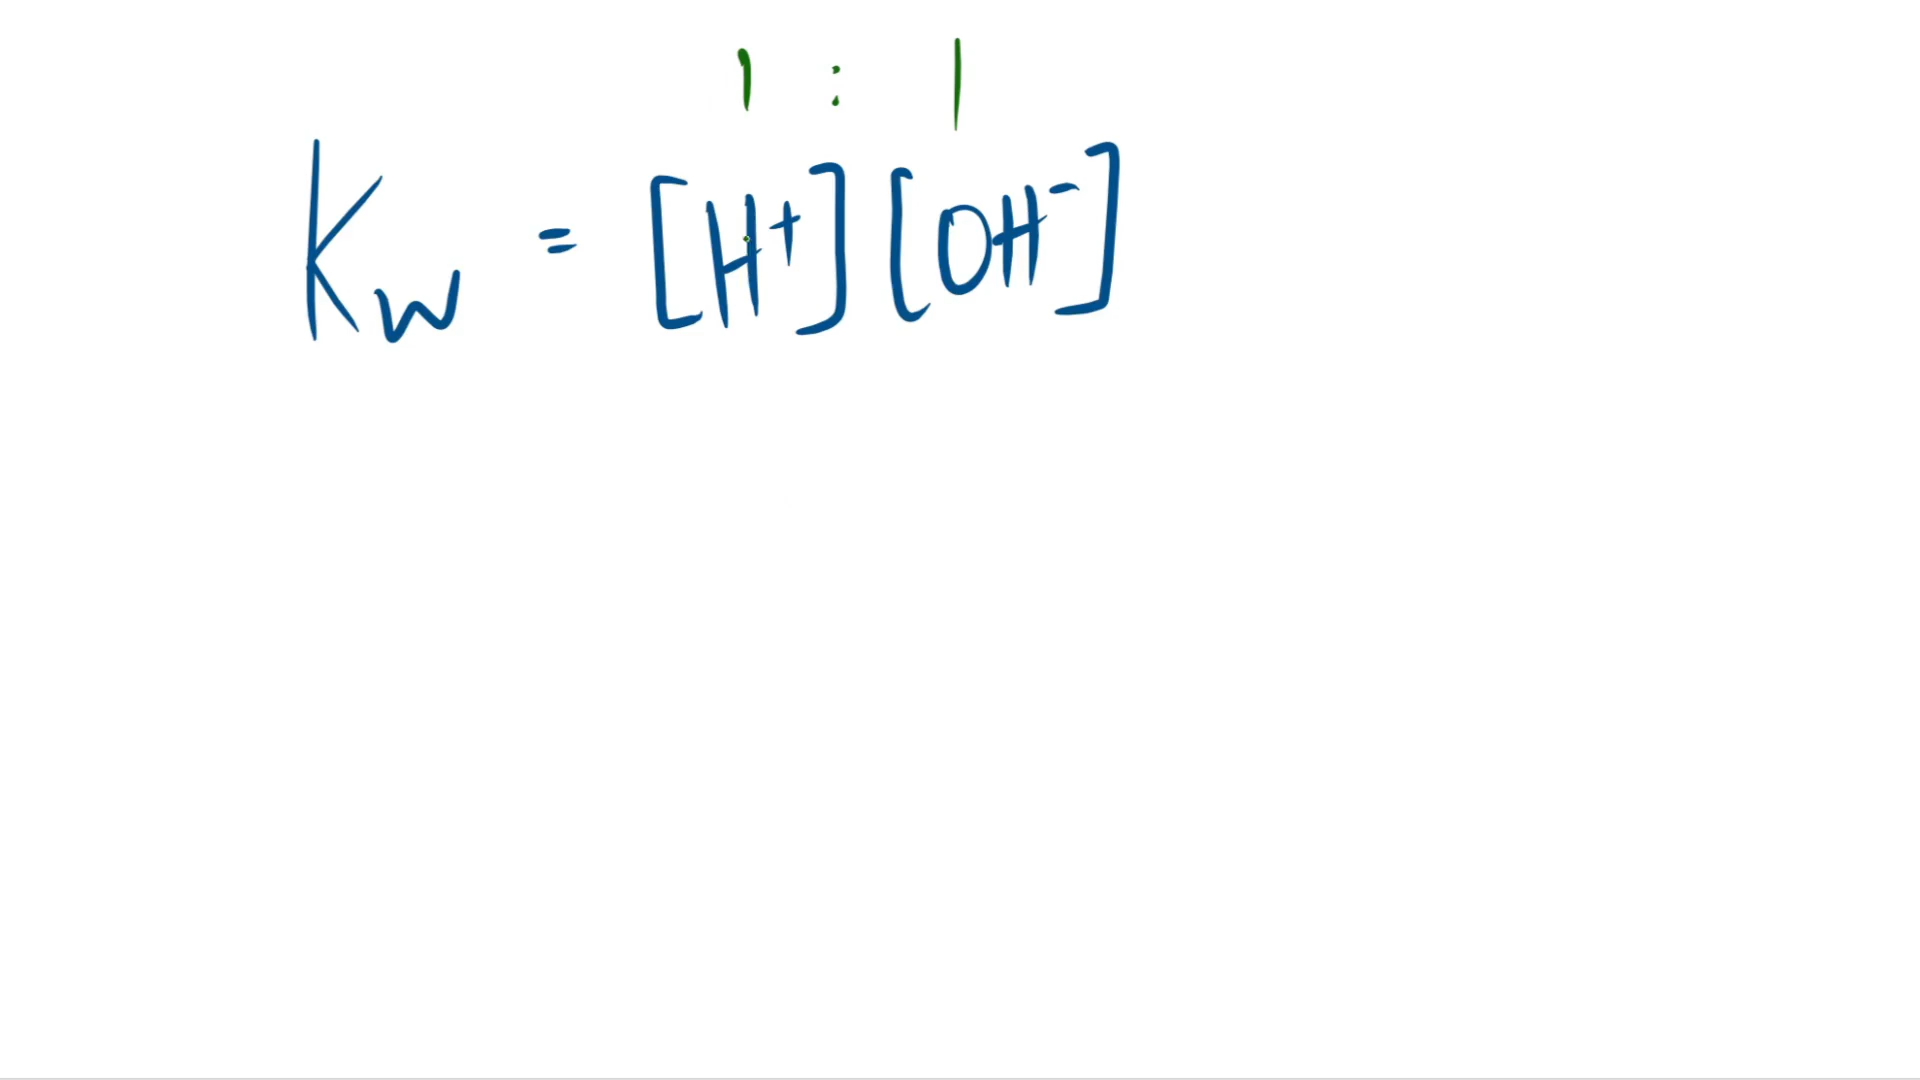 1 : 1
Kw = [H⁺][OH⁻]